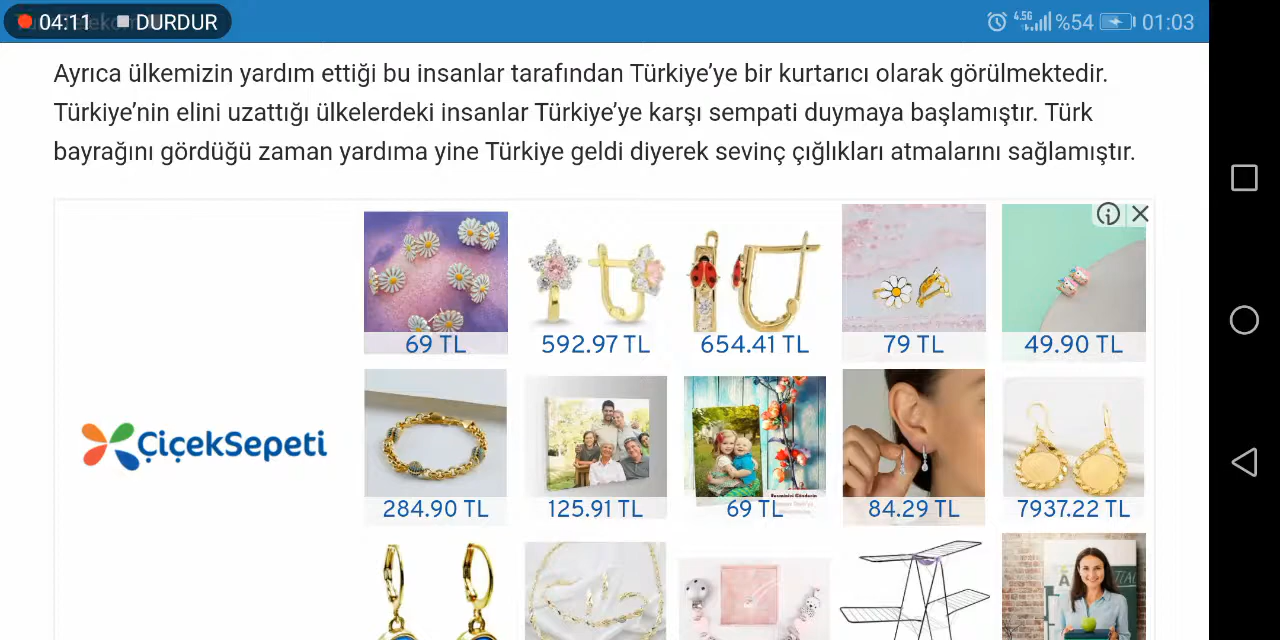 04:11 DURDUR
4.5G %54 01:03
Ayrıca ülkemizin yardım ettiği bu insanlar tarafından Türkiye’ye bir kurtarıcı olarak görülmektedir.
Türkiye’nin elini uzattığı ülkelerdeki insanlar Türkiye’ye karşı sempati duymaya başlamıştır. Türk
bayrağını gördüğü zaman yardıma yine Türkiye geldi diyerek sevinç çığlıkları atmalarını sağlamıştır.
69 TL
592.97 TL
654.41 TL
79 TL
49.90 TL
ÇiçekSepeti
284.90 TL
125.91 TL
69 TL
84.29 TL
7937.22 TL